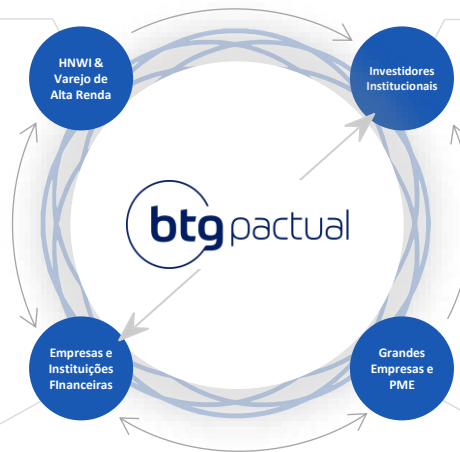 HNWI &
Varejo de
Alta Renda
Investidores
Institucionais
btg pactual
Empresas e
Instituições
FInanceiras
Grandes
Empresas e
PME